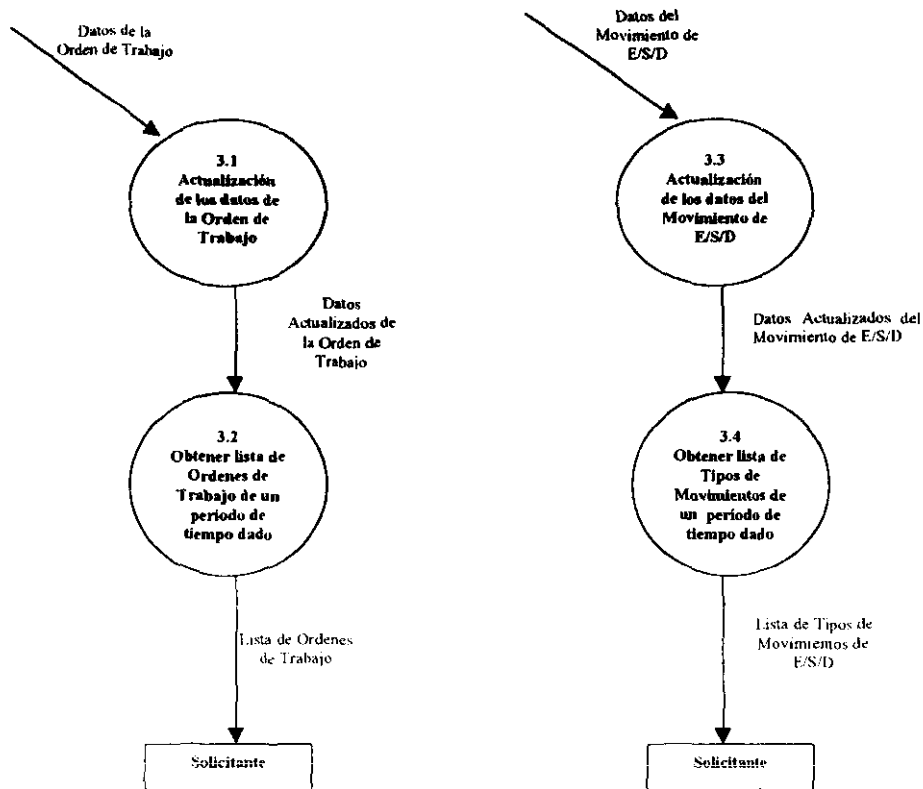 Datos de la
Orden de Trabajo
3.1
Actualización
de los datos de
la Orden de
Trabajo
Datos
Actualizados de
la Orden de
Trabajo
3.2
Obtener lista de
Ordenes de
Trabajo de un
período de
tiempo dado
Lista de Ordenes
de Trabajo
Solicitante
Datos del
Movimiento de
E/S/D
3.3
Actualización
de los datos del
Movimiento de
E/S/D
Datos Actualizados del
Movimiento de E/S/D
3.4
Obtener lista de
Tipos de
Movimientos de
un período de
tiempo dado
Lista de Tipos de
Movimientos de
E/S/D
Solicitante